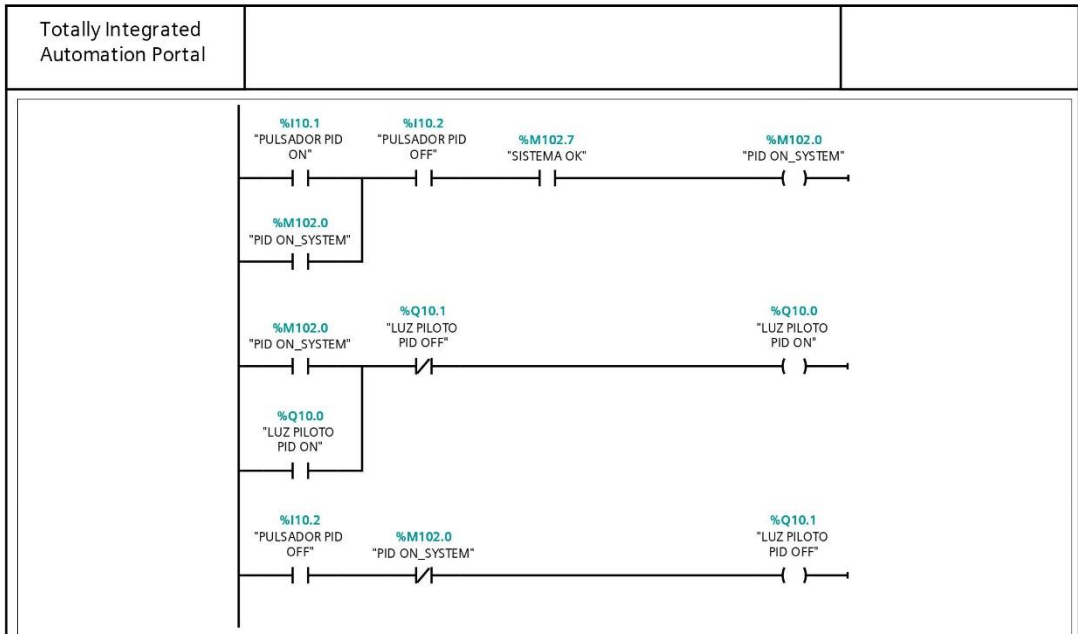 Totally Integrated
Automation Portal
%I10.1
"PULSADOR PID
ON"
%I10.2
"PULSADOR PID
OFF"
%M102.7
"SISTEMA OK"
%M102.0
"PID ON_SYSTEM"
%M102.0
"PID ON_SYSTEM"
%M102.0
"PID ON_SYSTEM"
%Q10.1
"LUZ PILOTO
PID OFF"
%Q10.0
"LUZ PILOTO
PID ON"
%Q10.0
"LUZ PILOTO
PID ON"
%I10.2
"PULSADOR PID
OFF"
%M102.0
"PID ON_SYSTEM"
%Q10.1
"LUZ PILOTO
PID OFF"